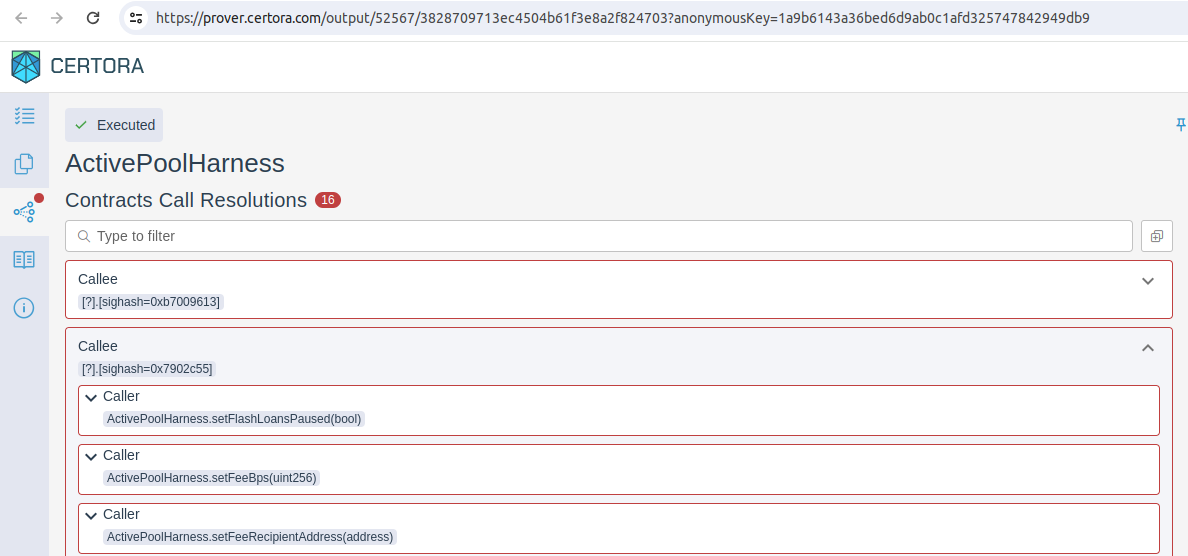 https://prover.certora.com/output/52567/3828709713ec4504b61f3e8a2f824703?anonymousKey=1a9b6143a36bed6d9ab0c1afd325747842949db9
CERTORA
Executed
ActivePoolHarness
Contracts Call Resolutions 16
Type to filter
Callee
[?].[sighash=0xb7009613]
Callee
[?].[sighash=0x7902c55]
Caller
ActivePoolHarness.setFlashLoansPaused(bool)
Caller
ActivePoolHarness.setFeeBps(uint256)
Caller
ActivePoolHarness.setFeeRecipientAddress(address)